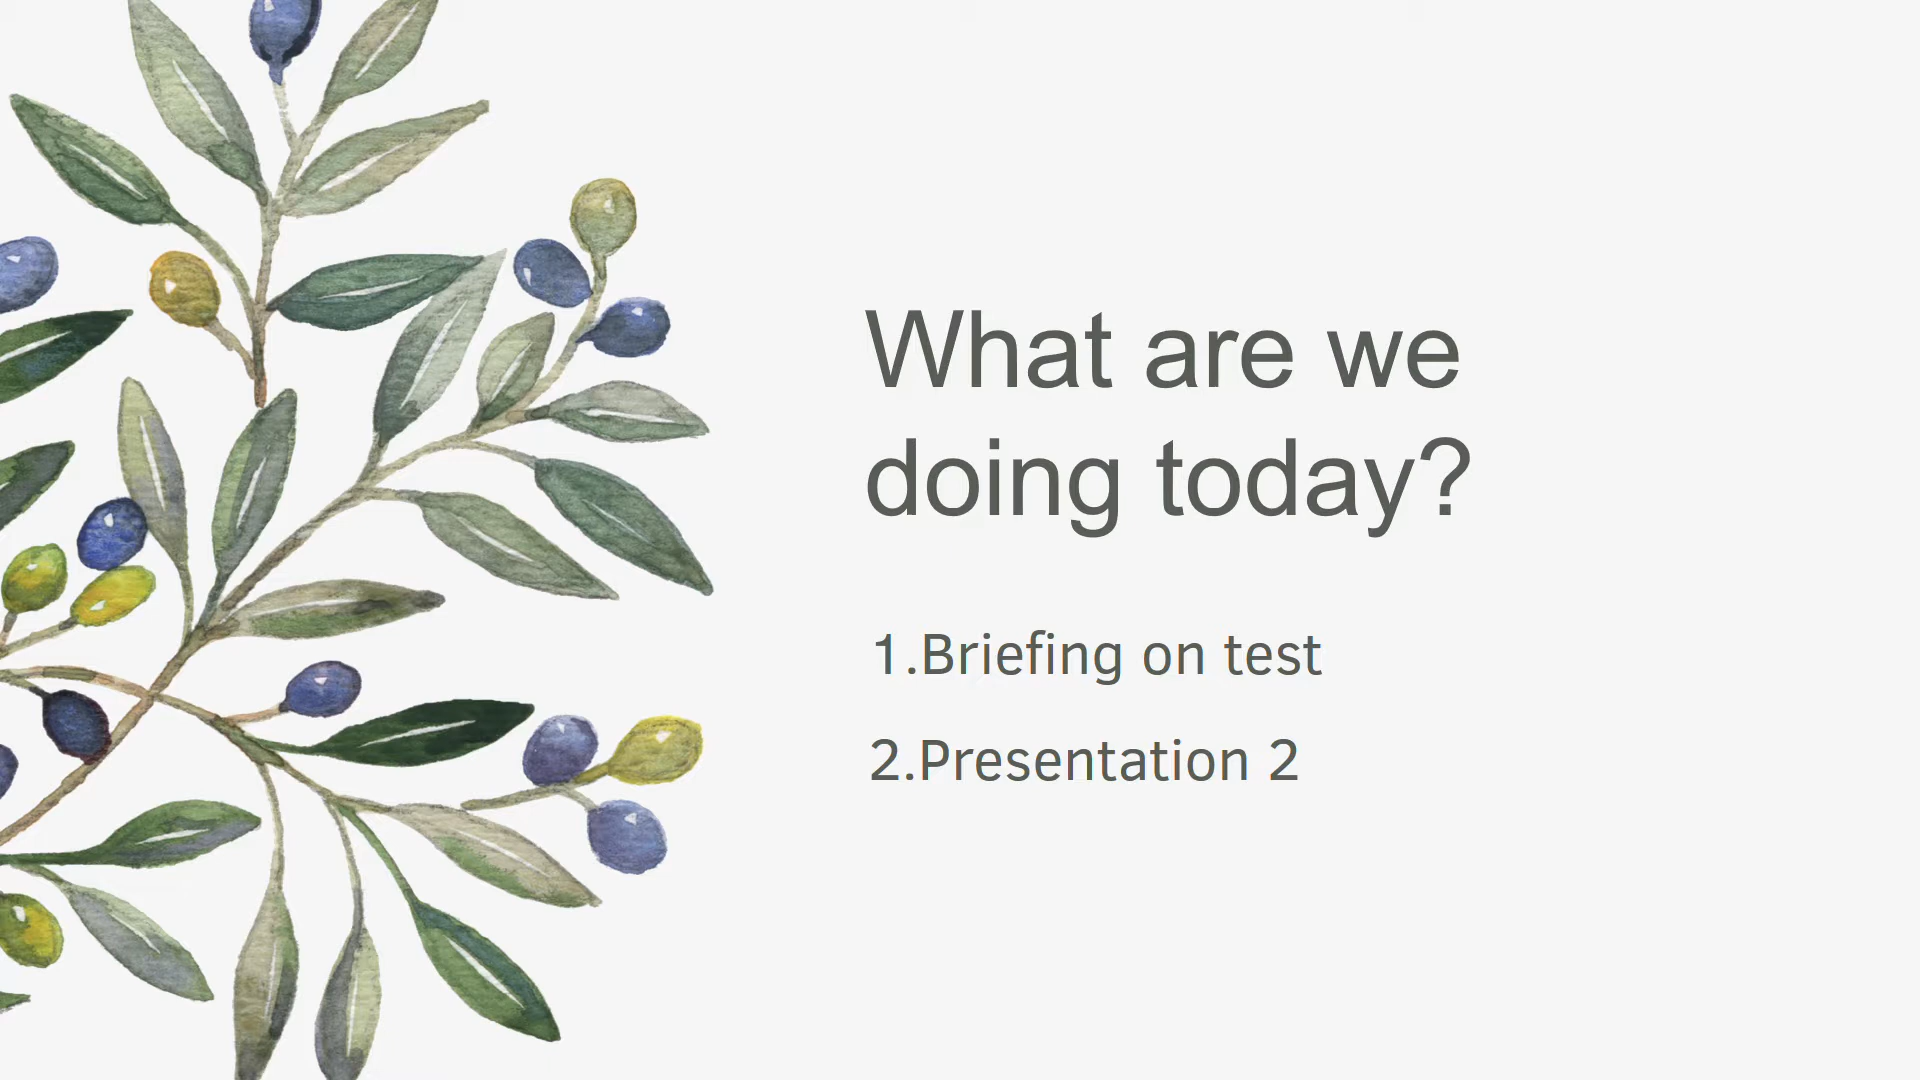 What are we
doing today?
1.Briefing on test
2.Presentation 2